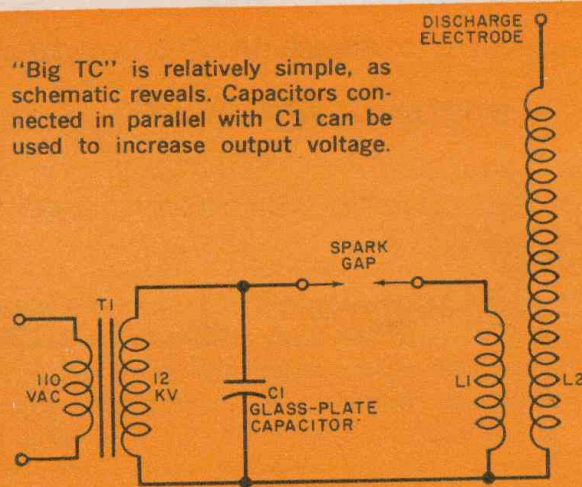 DISCHARGE
ELECTRODE
"Big TC" is relatively simple, as
schematic reveals. Capacitors con-
nected in parallel with C1 can be
used to increase output voltage.
SPARK
GAP
T1
110
VAC
12
KV
C1
GLASS-PLATE
CAPACITOR
L1
L2